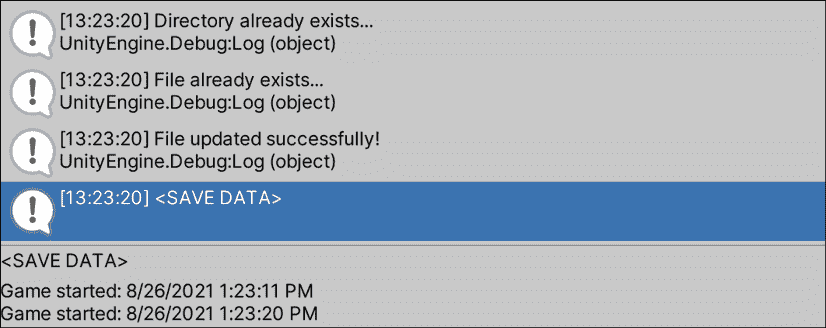 [13:23:20] Directory already exists...
UnityEngine.Debug:Log (object)
[13:23:20] File already exists...
UnityEngine.Debug:Log (object)
[13:23:20] File updated successfully!
UnityEngine.Debug:Log (object)
[13:23:20] <SAVE DATA>
<SAVE DATA>
Game started: 8/26/2021 1:23:11 PM
Game started: 8/26/2021 1:23:20 PM